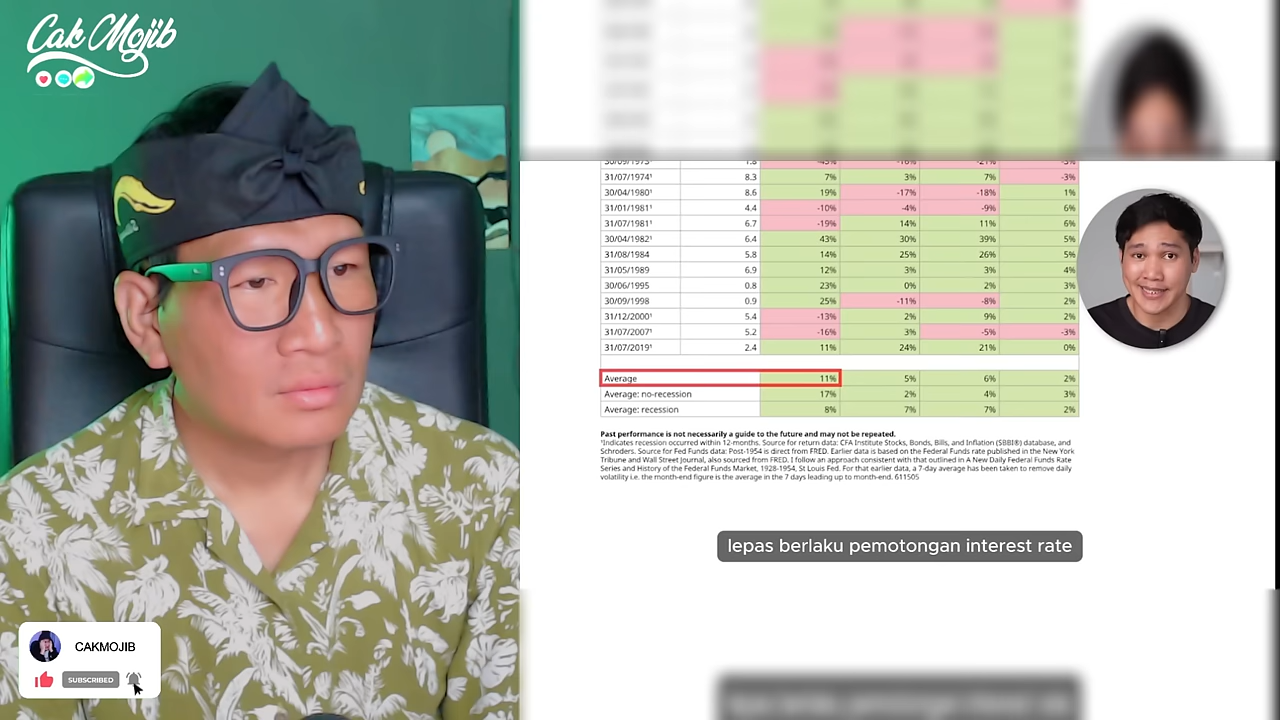 Cak Mojib
30/09/1973¹ 1.8 -43% -16% -21% -3%
31/07/1974¹ 8.3 7% 3% 7% -3%
30/04/1980¹ 8.6 19% -17% -18% 1%
31/01/1981¹ 4.4 -10% -4% -9% 6%
31/07/1981¹ 6.7 -19% 14% 11% 6%
30/04/1982¹ 6.4 43% 30% 39% 5%
31/08/1984 5.8 14% 25% 26% 5%
31/05/1989 6.9 12% 3% 3% 4%
30/06/1995 0.8 23% 0% 2% 3%
30/09/1998 0.9 25% -11% -8% 2%
31/12/2000¹ 5.4 -13% 2% 9% 2%
31/07/2007¹ 5.2 -16% 3% -5% -3%
31/07/2019¹ 2.4 11% 24% 21% 0%
Average 11% 5% 6% 2%
Average: no-recession 17% 2% 4% 3%
Average: recession 8% 7% 7% 2%
Past performance is not necessarily a guide to the future and may not be repeated.
¹Indicates recession occurred within 12-months. Source for return data: CFA Institute Stocks, Bonds, Bills, and Inflation (SBBI®) database, and
Schroders. Source for Fed Funds data: Post-1954 is direct from FRED. Earlier data is based on the Federal Funds rate published in the New York
Tribune and Wall Street Journal, also sourced from FRED. I follow an approach consistent with that outlined in A New Daily Federal Funds Rate
Series and History of the Federal Funds Market, 1928-1954, St Louis Fed. For that earlier data, a 7-day average has been taken to remove daily
volatility i.e. the month-end figure is the average in the 7 days leading up to month-end. 611505
lepas berlaku pemotongan interest rate
CAKMOJIB
SUBSCRIBED